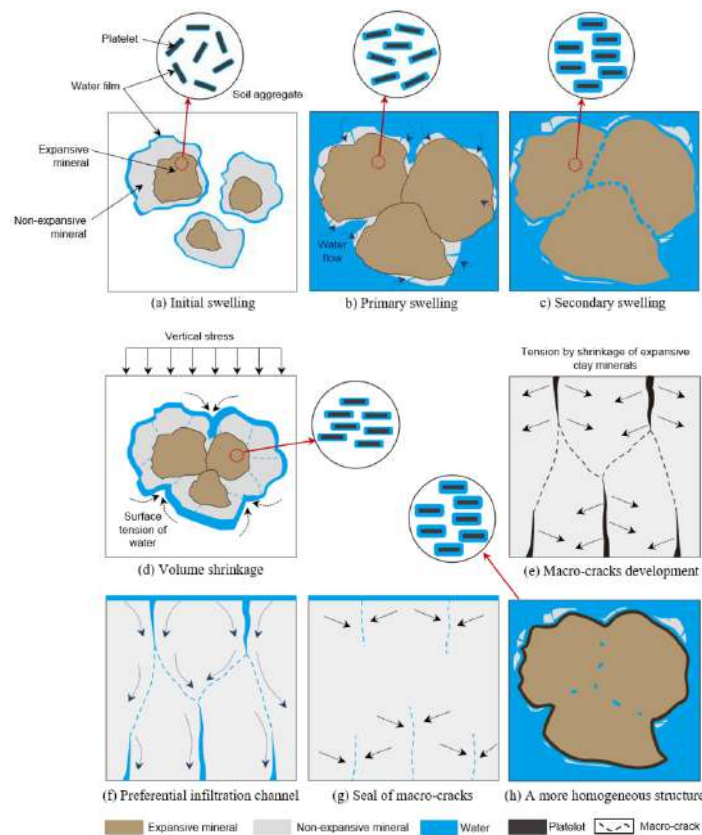 Platelet
Water film
Soil aggregate
Expansive mineral
Non-expansive mineral
Water flow
(a) Initial swelling
b) Primary swelling
c) Secondary swelling
Vertical stress
Tension by shrinkage of expansive
clay minerals
Surface
tension of
water
(d) Volume shrinkage
(e) Macro-cracks development
(f) Preferential infiltration channel
(g) Seal of macro-cracks
(h) A more homogeneous structure
Expansive mineral
Non-expansive mineral
Water
Platelet
Macro-crack